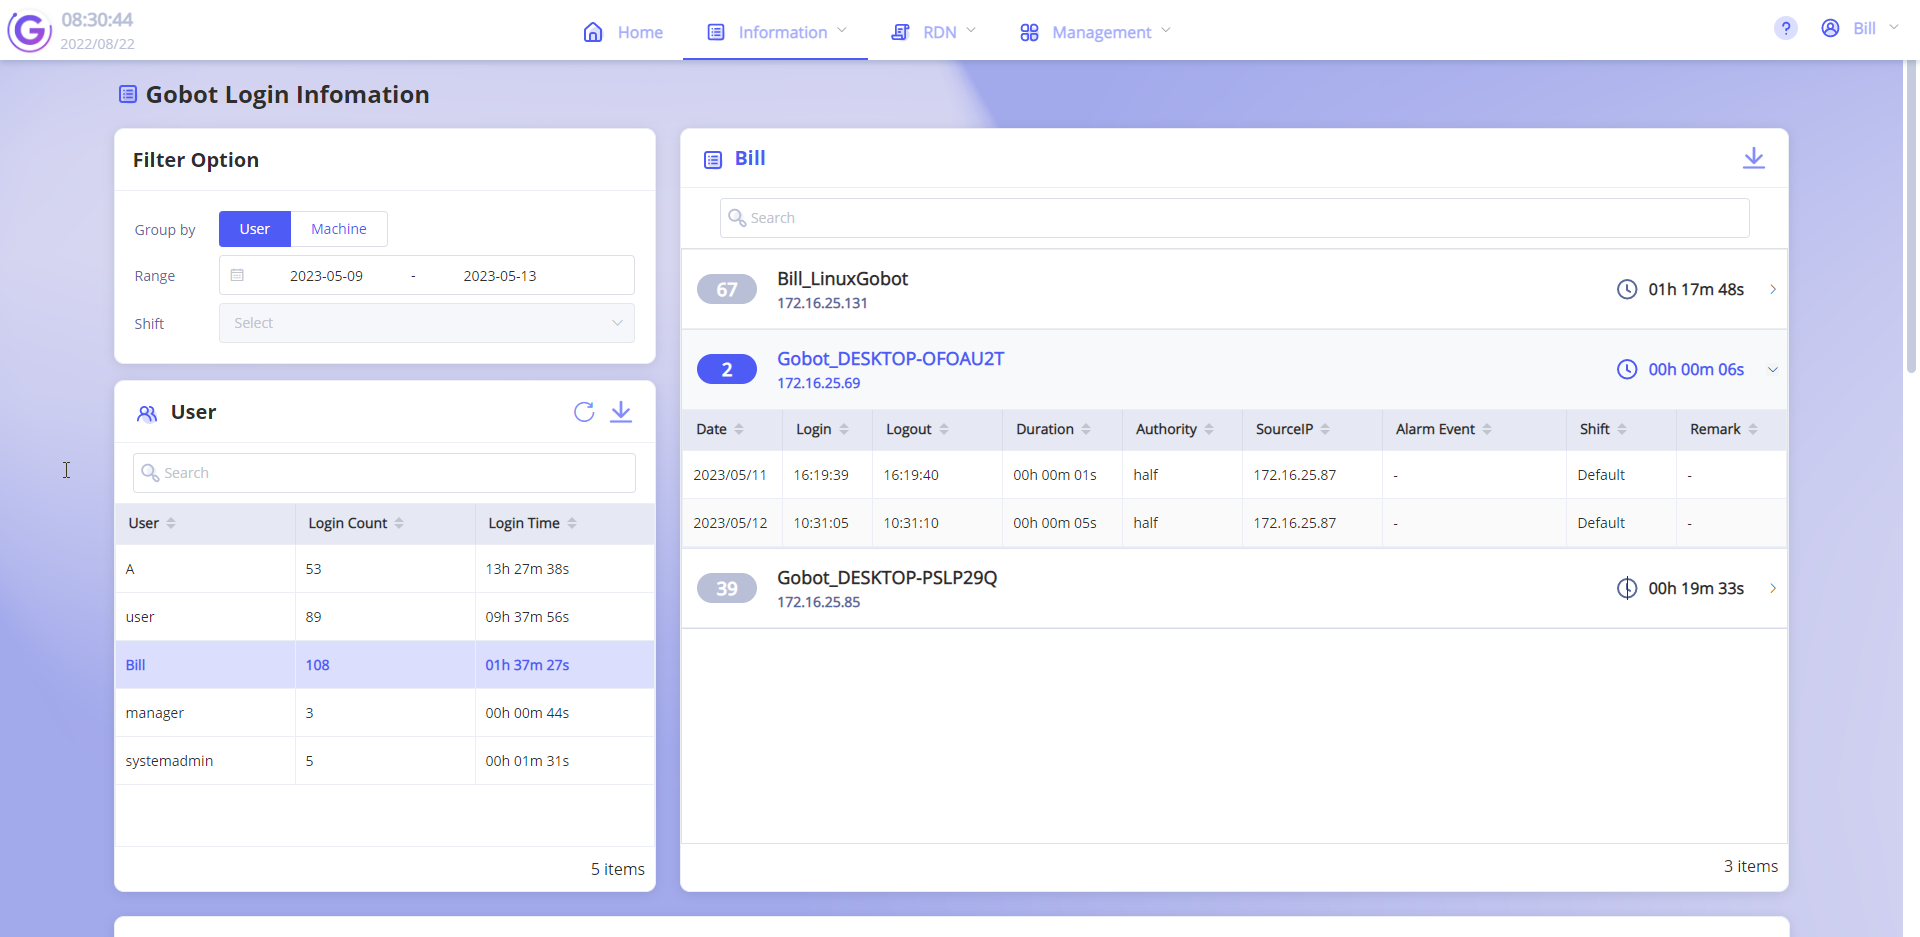 08:30:44
2022/08/22
Home Information RDN Management
? Bill
Gobot Login Infomation
Filter Option
Group by User Machine
Range 2023-05-09 - 2023-05-13
Shift Select
User
Search
User Login Count Login Time
A 53 13h 27m 38s
user 89 09h 37m 56s
Bill 108 01h 37m 27s
manager 3 00h 00m 44s
systemadmin 5 00h 01m 31s
5 items
Bill
Search
67 Bill_LinuxGobot 01h 17m 48s
172.16.25.131
2 Gobot_DESKTOP-OFOAU2T 00h 00m 06s
172.16.25.69
Date Login Logout Duration Authority SourceIP Alarm Event Shift Remark
2023/05/11 16:19:39 16:19:40 00h 00m 01s half 172.16.25.87 - Default -
2023/05/12 10:31:05 10:31:10 00h 00m 05s half 172.16.25.87 - Default -
39 Gobot_DESKTOP-PSLP29Q 00h 19m 33s
172.16.25.85
3 items